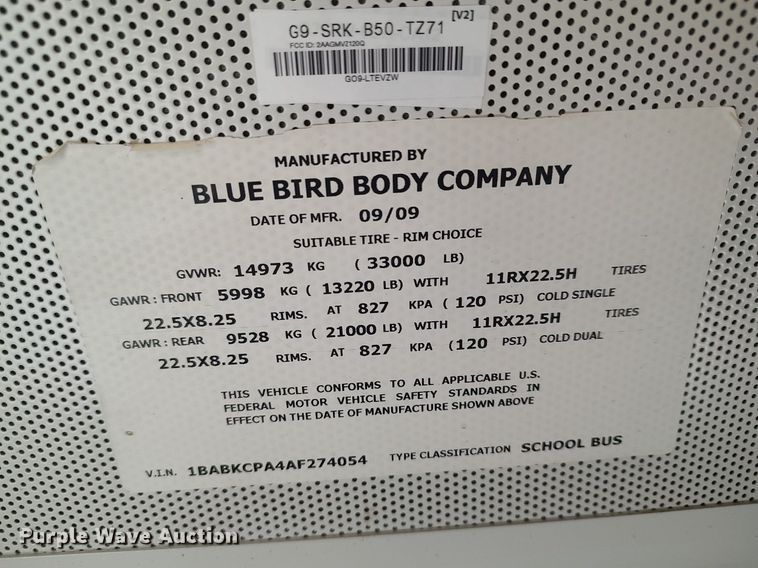 G9-SRK-B50-TZ71 [V2]
FCC ID: 2AAGMVZ120Q
GO9-LTEVZW
MANUFACTURED BY
BLUE BIRD BODY COMPANY
DATE OF MFR. 09/09
SUITABLE TIRE - RIM CHOICE
GVWR: 14973 KG ( 33000 LB)
GAWR : FRONT 5998 KG ( 13220 LB) WITH 11RX22.5H TIRES
22.5X8.25 RIMS. AT 827 KPA ( 120 PSI) COLD SINGLE
GAWR : REAR 9528 KG ( 21000 LB) WITH 11RX22.5H TIRES
22.5X8.25 RIMS. AT 827 KPA ( 120 PSI) COLD DUAL
THIS VEHICLE CONFORMS TO ALL APPLICABLE U.S.
FEDERAL MOTOR VEHICLE SAFETY STANDARDS IN
EFFECT ON THE DATE OF MANUFACTURE SHOWN ABOVE
V.I.N. 1BABKCPA4AF274054 TYPE CLASSIFICATION SCHOOL BUS
Purple Wave Auction